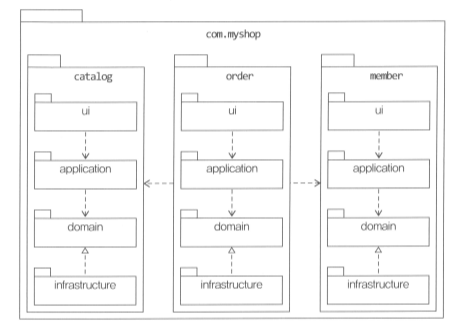 com.myshop
catalog
order
member
ui
ui
ui
application
application
application
domain
domain
domain
infrastructure
infrastructure
infrastructure